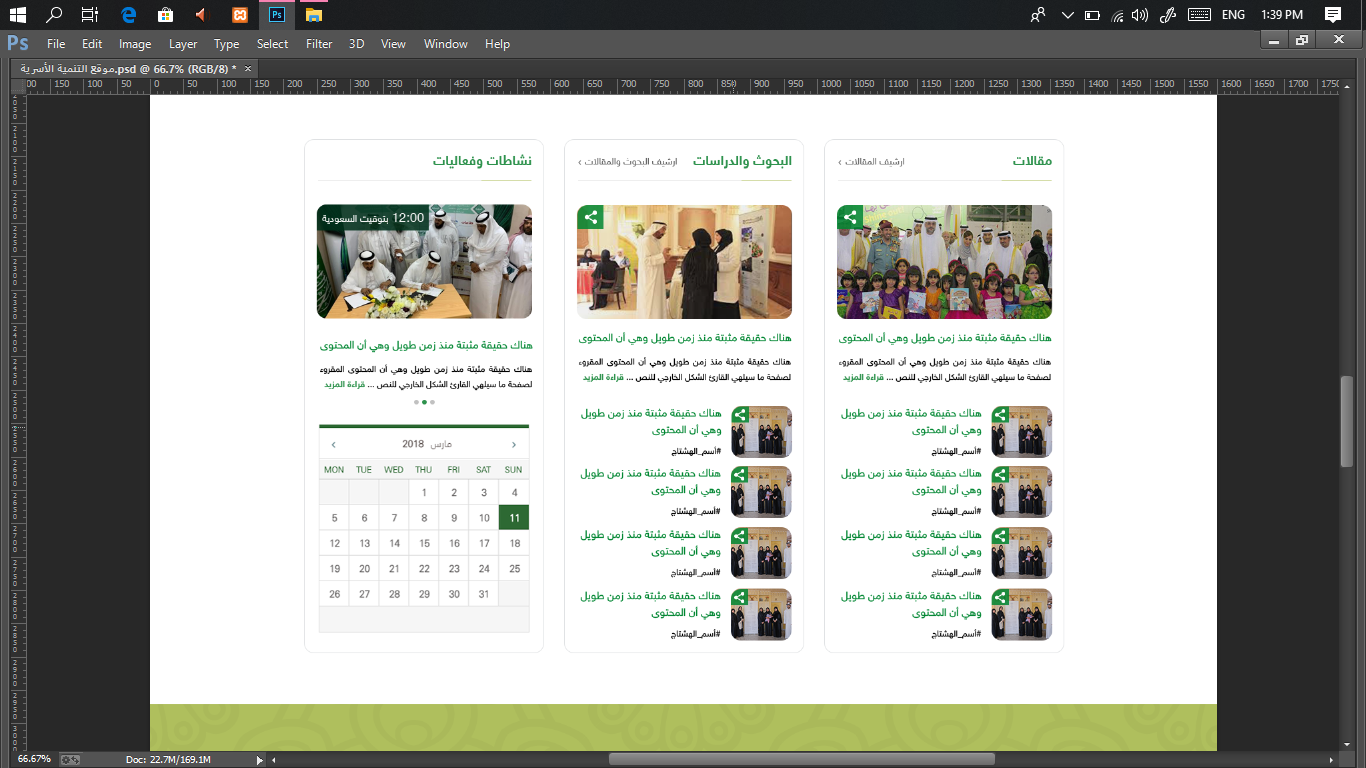 ENG
1:39 PM
Ps
File Edit Image Layer Type Select Filter 3D View Window Help
موقع التنمية الأسرية.psd @ 66.7% (RGB/8) *
00 150 100 50 0 50 100 150 200 250 300 350 400 450 500 550 600 650 700 750 800 850 900 950 1000 1050 1100 1150 1200 1250 1300 1350 1400 1450 1500 1550 1600 1650 1700 1750
مقالات
ارشيف المقالات
هناك حقيقة مثبتة منذ زمن طويل وهي أن المحتوى
هناك حقيقة مثبتة منذ زمن طويل وهي أن المحتوى المقروء
لصفحة ما سيلهي القارئ الشكل الخارجي للنص ... قراءة المزيد
هناك حقيقة مثبتة منذ زمن طويل
وهي أن المحتوى
#أسم_الهشتاج
هناك حقيقة مثبتة منذ زمن طويل
وهي أن المحتوى
#أسم_الهشتاج
هناك حقيقة مثبتة منذ زمن طويل
وهي أن المحتوى
#أسم_الهشتاج
هناك حقيقة مثبتة منذ زمن طويل
وهي أن المحتوى
#أسم_الهشتاج
البحوث والدراسات
ارشيف البحوث والمقالات
هناك حقيقة مثبتة منذ زمن طويل وهي أن المحتوى
هناك حقيقة مثبتة منذ زمن طويل وهي أن المحتوى المقروء
لصفحة ما سيلهي القارئ الشكل الخارجي للنص ... قراءة المزيد
هناك حقيقة مثبتة منذ زمن طويل
وهي أن المحتوى
#أسم_الهشتاج
هناك حقيقة مثبتة منذ زمن طويل
وهي أن المحتوى
#أسم_الهشتاج
هناك حقيقة مثبتة منذ زمن طويل
وهي أن المحتوى
#أسم_الهشتاج
هناك حقيقة مثبتة منذ زمن طويل
وهي أن المحتوى
#أسم_الهشتاج
نشاطات وفعاليات
12:00 بتوقيت السعودية
هناك حقيقة مثبتة منذ زمن طويل وهي أن المحتوى
هناك حقيقة مثبتة منذ زمن طويل وهي أن المحتوى المقروء
لصفحة ما سيلهي القارئ الشكل الخارجي للنص ... قراءة المزيد
مارس 2018
MON TUE WED THU FRI SAT SUN
1 2 3 4
5 6 7 8 9 10 11
12 13 14 15 16 17 18
19 20 21 22 23 24 25
26 27 28 29 30 31
66.67%
Doc: 22.7M/169.1M